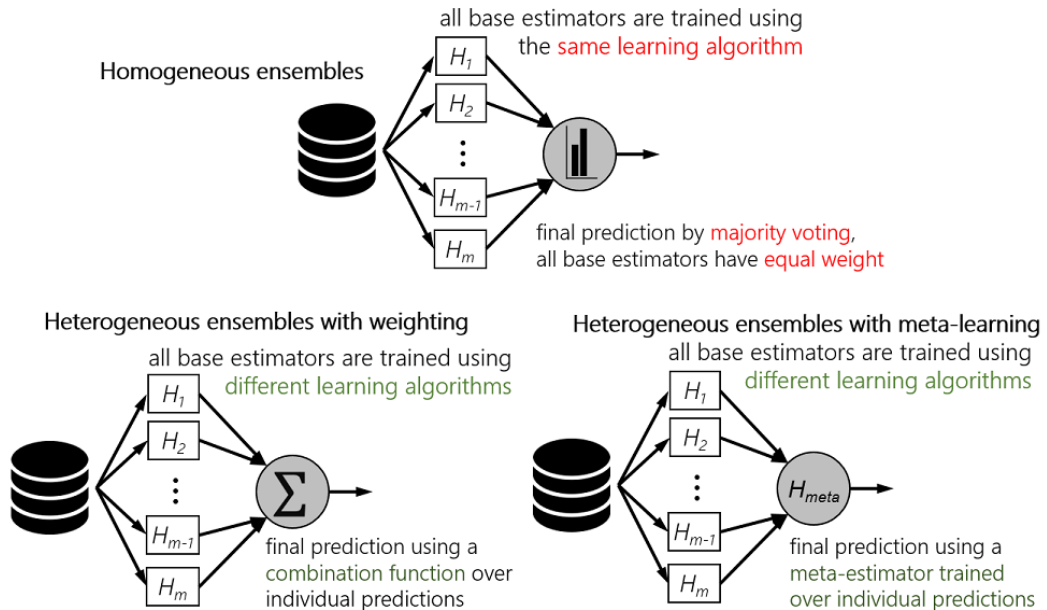 all base estimators are trained using
the same learning algorithm
Homogeneous ensembles
H1
H2
⋮
Hm-1
Hm
final prediction by majority voting,
all base estimators have equal weight
Heterogeneous ensembles with weighting
all base estimators are trained using
different learning algorithms
H1
H2
⋮
Hm-1
Hm
Σ
final prediction using a
combination function over
individual predictions
Heterogeneous ensembles with meta-learning
all base estimators are trained using
different learning algorithms
H1
H2
⋮
Hm-1
Hm
Hmeta
final prediction using a
meta-estimator trained
over individual predictions